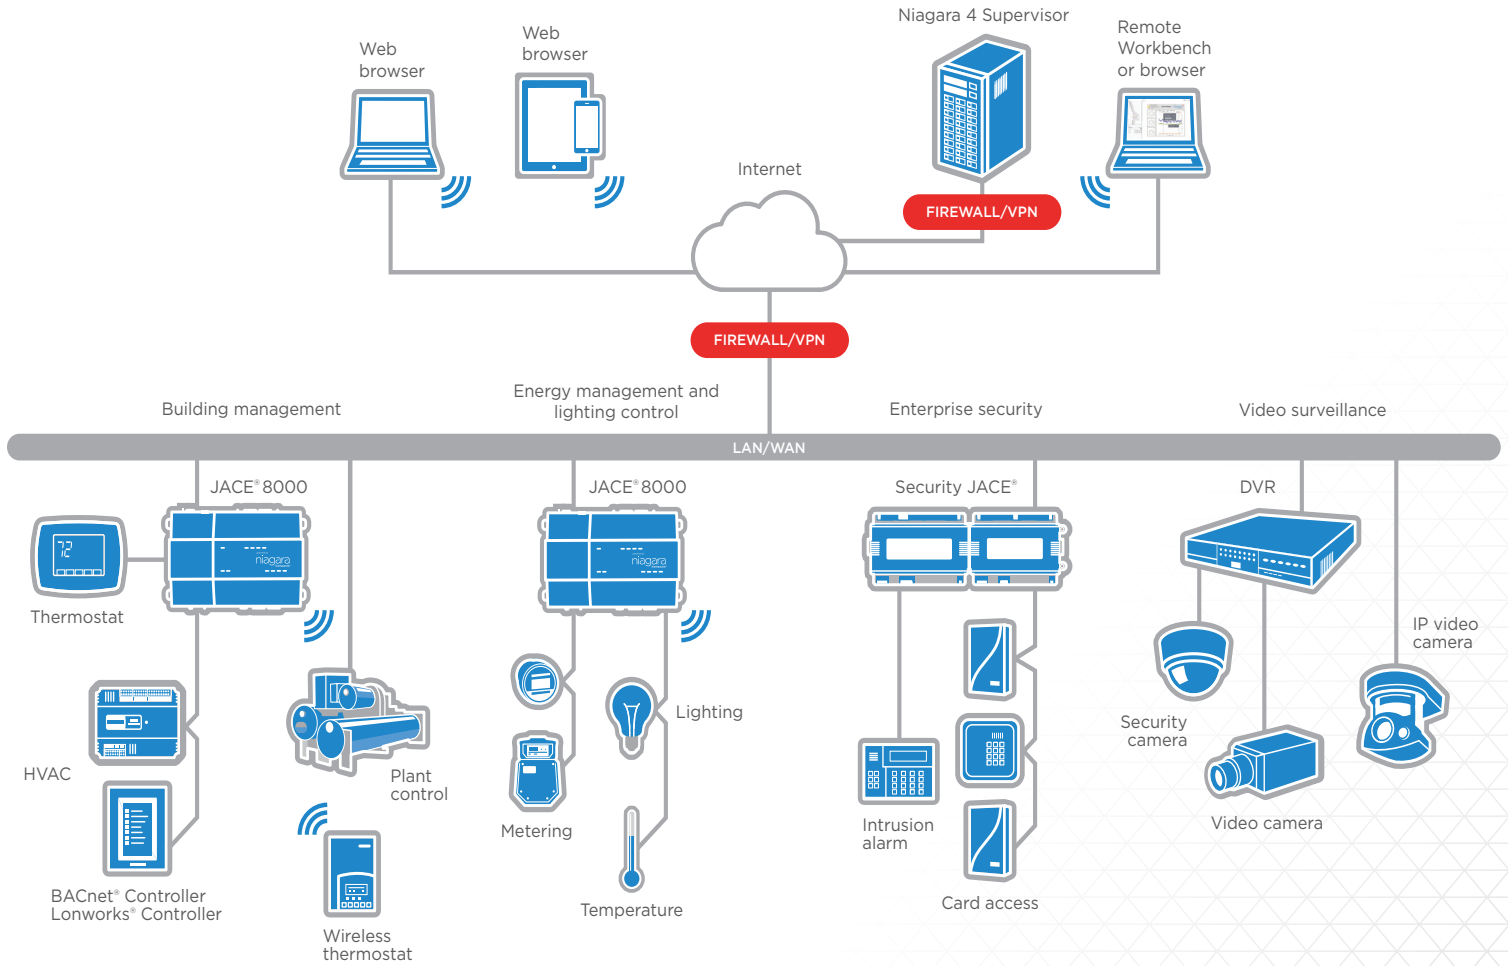 Niagara 4 Supervisor
Remote
Workbench
or browser
Web
browser
Web
browser
Internet
FIREWALL/VPN
FIREWALL/VPN
Building management
Energy management and
lighting control
Enterprise security
Video surveillance
LAN/WAN
JACE® 8000
JACE® 8000
Security JACE®
DVR
72
niagara
niagara
Thermostat
IP video
camera
Lighting
Security
camera
HVAC
Plant
control
Metering
Intrusion
alarm
Video camera
BACnet® Controller
Lonworks® Controller
Temperature
Card access
Wireless
thermostat